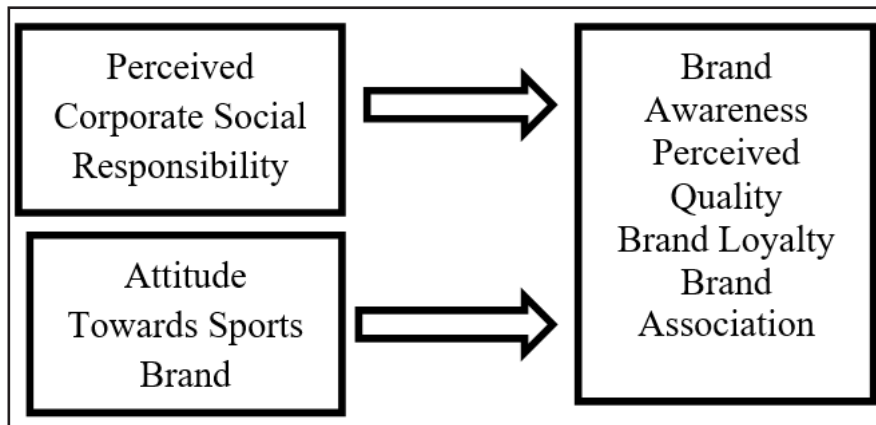 Perceived
Corporate Social
Responsibility
Attitude
Towards Sports
Brand
Brand
Awareness
Perceived
Quality
Brand Loyalty
Brand
Association